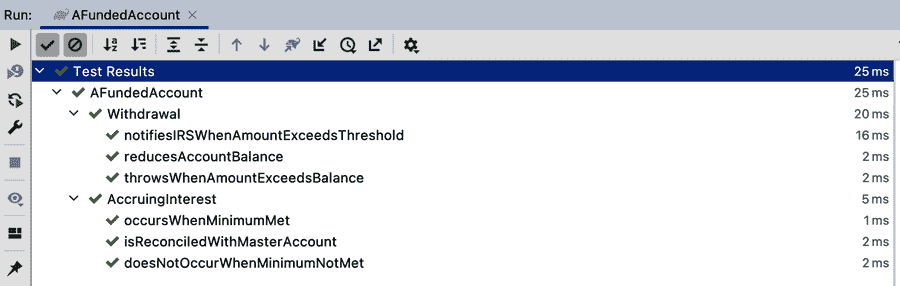 Run: AFundedAccount
Test Results 25 ms
AFundedAccount 25 ms
Withdrawal 20 ms
notifiesIRSWhenAmountExceedsThreshold 16 ms
reducesAccountBalance 2 ms
throwsWhenAmountExceedsBalance 2 ms
AccruingInterest 5 ms
occursWhenMinimumMet 1 ms
isReconciledWithMasterAccount 2 ms
doesNotOccurWhenMinimumNotMet 2 ms